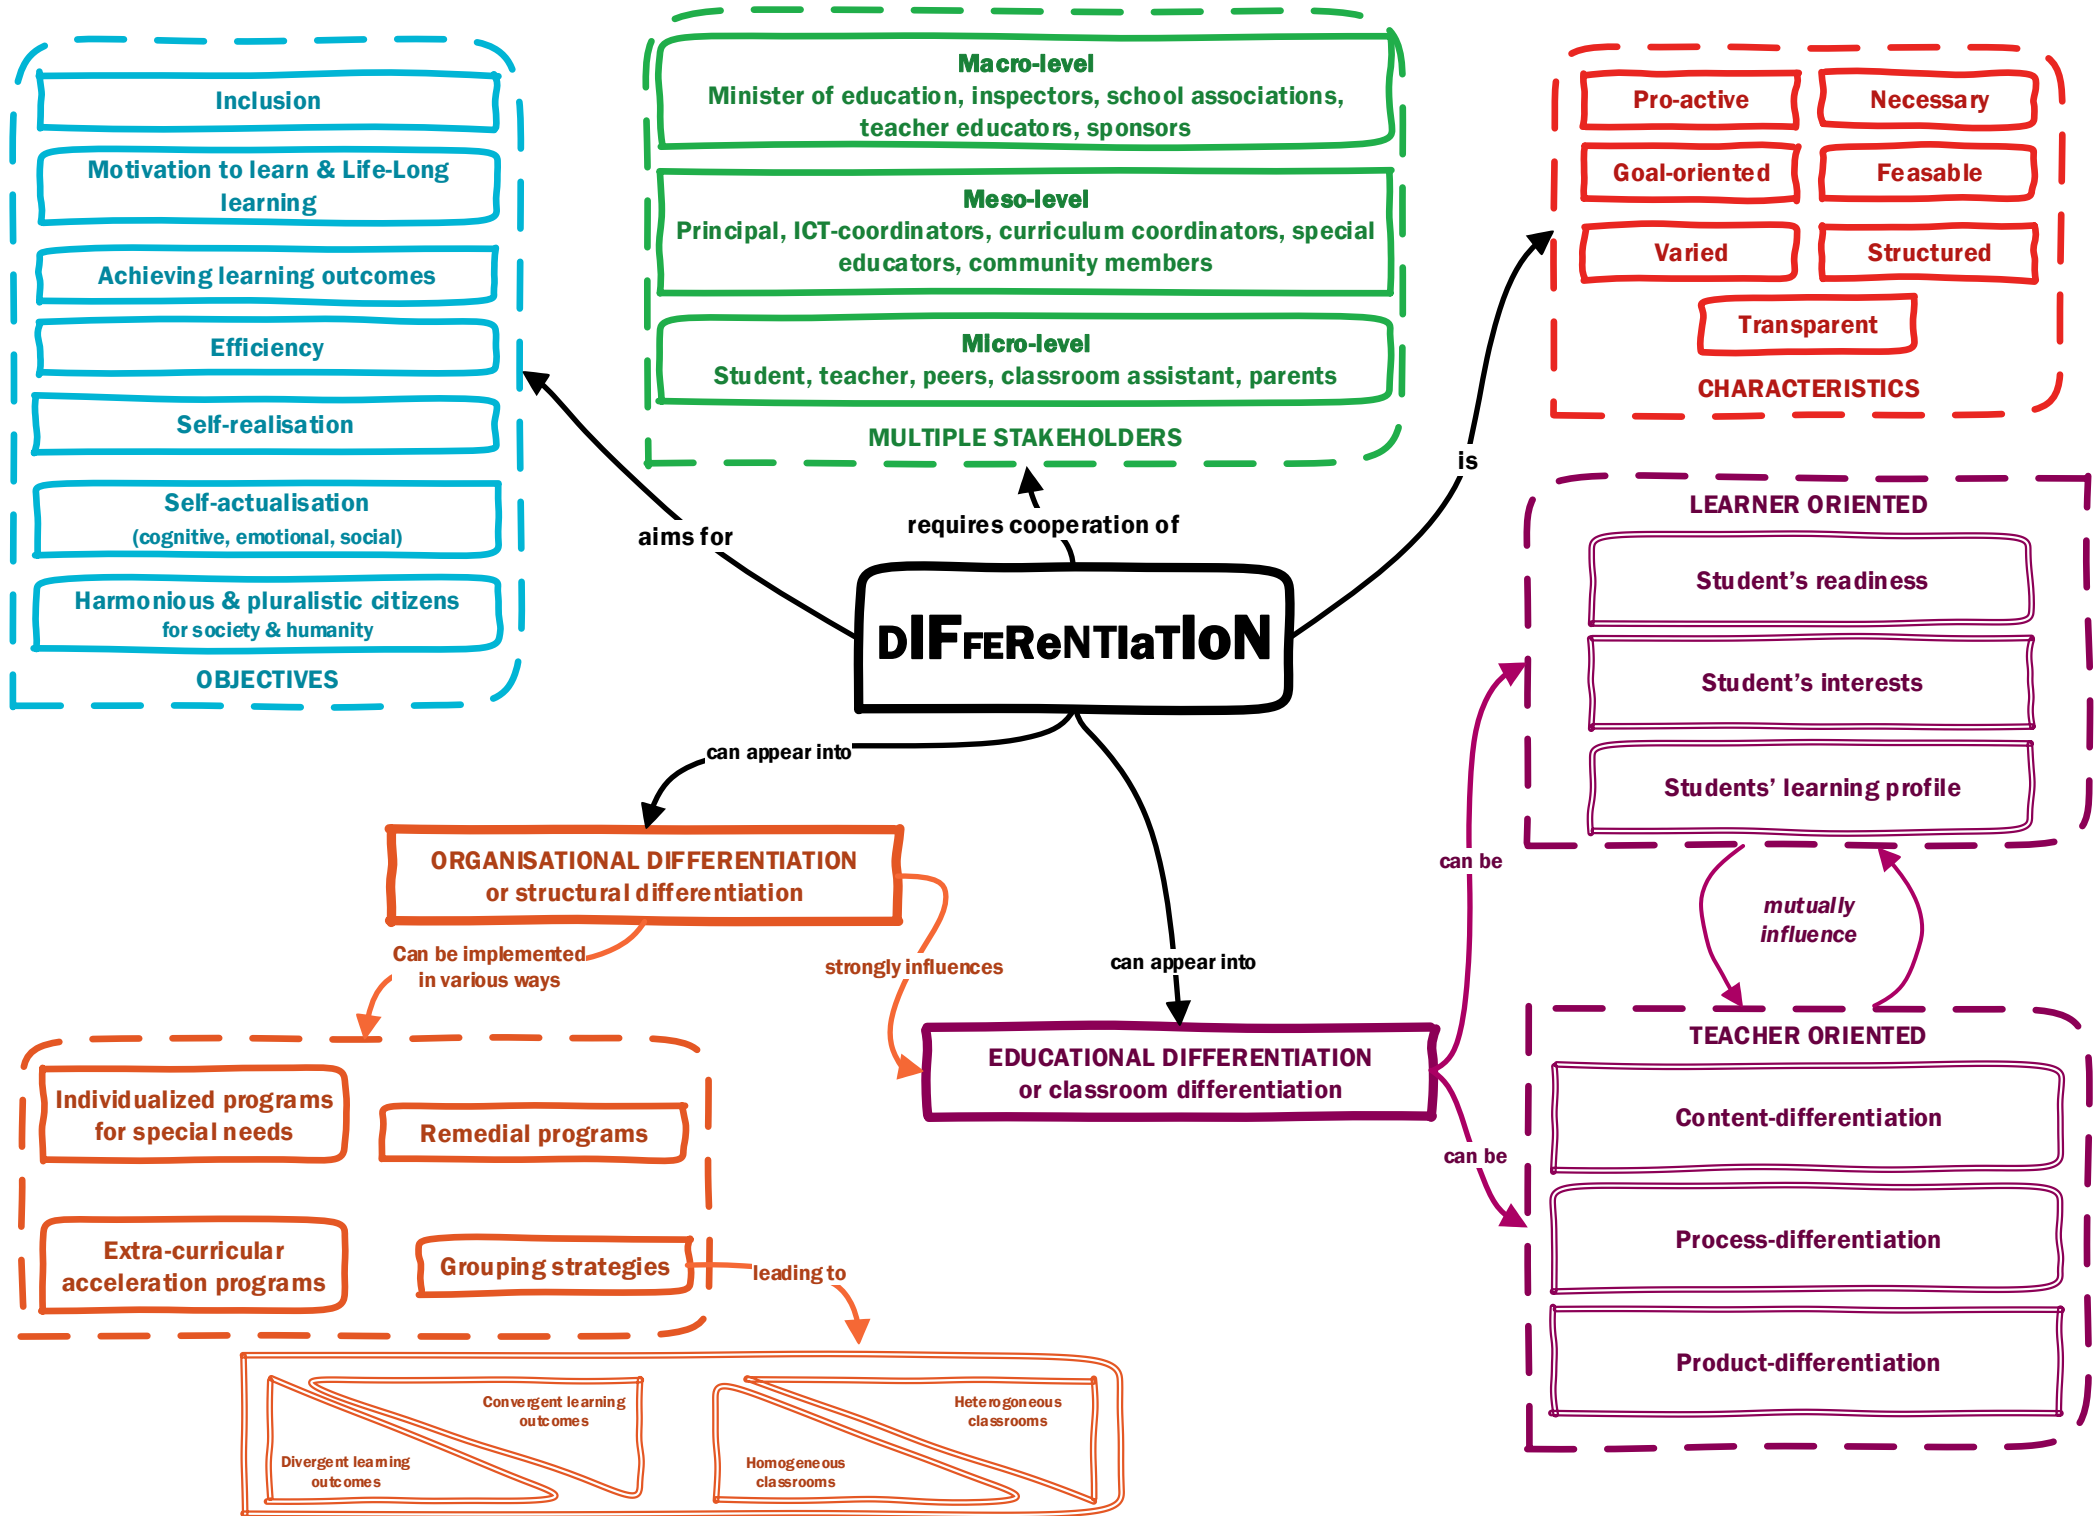 Inclusion
Motivation to learn & Life-Long
learning
Achieving learning outcomes
Efficiency
Self-realisation
Self-actualisation
(cognitive, emotional, social)
Harmonious & pluralistic citizens
for society & humanity
OBJECTIVES
Macro-level
Minister of education, inspectors, school associations,
teacher educators, sponsors
Meso-level
Principal, ICT-coordinators, curriculum coordinators, special
educators, community members
Micro-level
Student, teacher, peers, classroom assistant, parents
MULTIPLE STAKEHOLDERS
Pro-active
Necessary
Goal-oriented
Feasable
Varied
Structured
Transparent
CHARACTERISTICS
aims for
requires cooperation of
is
DIFFEReNTIaTIoN
can appear into
can appear into
ORGANISATIONAL DIFFERENTIATION
or structural differentiation
Can be implemented
in various ways
strongly influences
EDUCATIONAL DIFFERENTIATION
or classroom differentiation
can be
can be
LEARNER ORIENTED
Student’s readiness
Student’s interests
Students’ learning profile
mutually
influence
TEACHER ORIENTED
Content-differentiation
Process-differentiation
Product-differentiation
Individualized programs
for special needs
Remedial programs
Extra-curricular
acceleration programs
Grouping strategies
leading to
Convergent learning
outcomes
Divergent learning
outcomes
Heterogoneous
classrooms
Homogeneous
classrooms